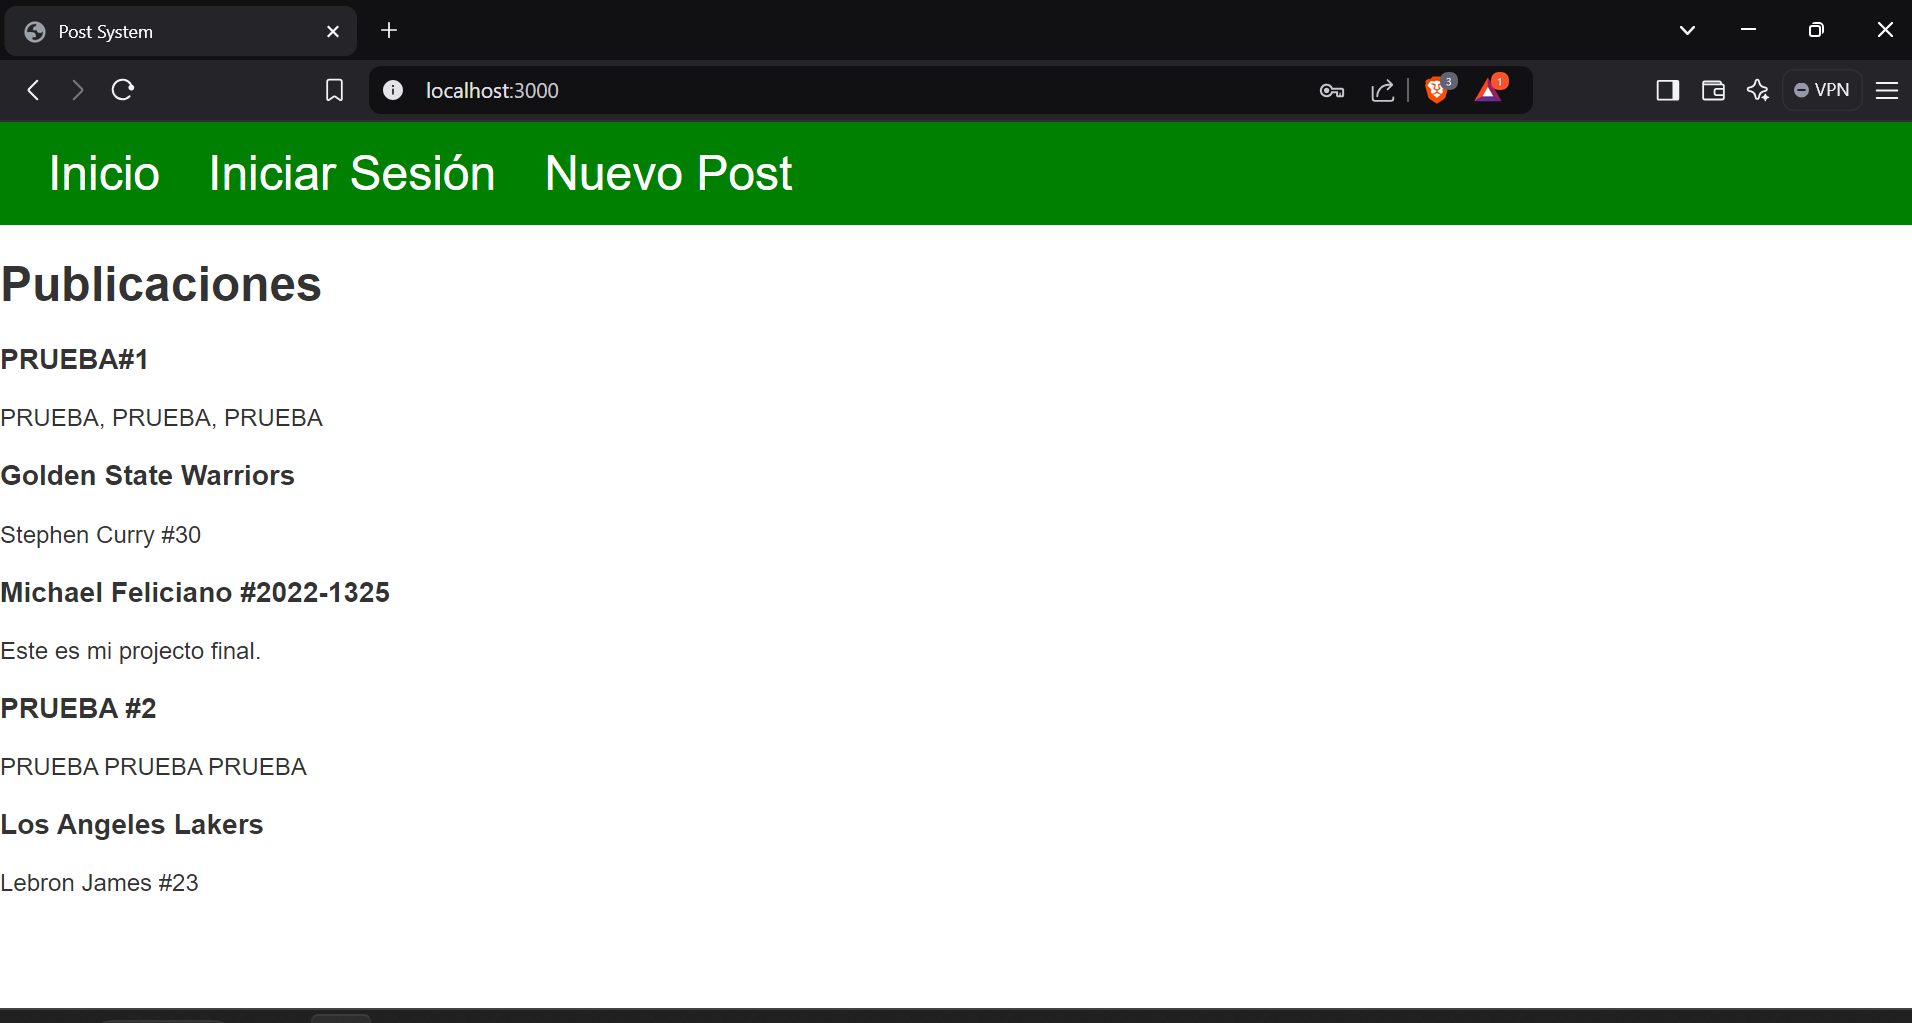 Post System
localhost:3000
3
1
VPN
Inicio Iniciar Sesión Nuevo Post
Publicaciones
PRUEBA#1
PRUEBA, PRUEBA, PRUEBA
Golden State Warriors
Stephen Curry #30
Michael Feliciano #2022-1325
Este es mi projecto final.
PRUEBA #2
PRUEBA PRUEBA PRUEBA
Los Angeles Lakers
Lebron James #23